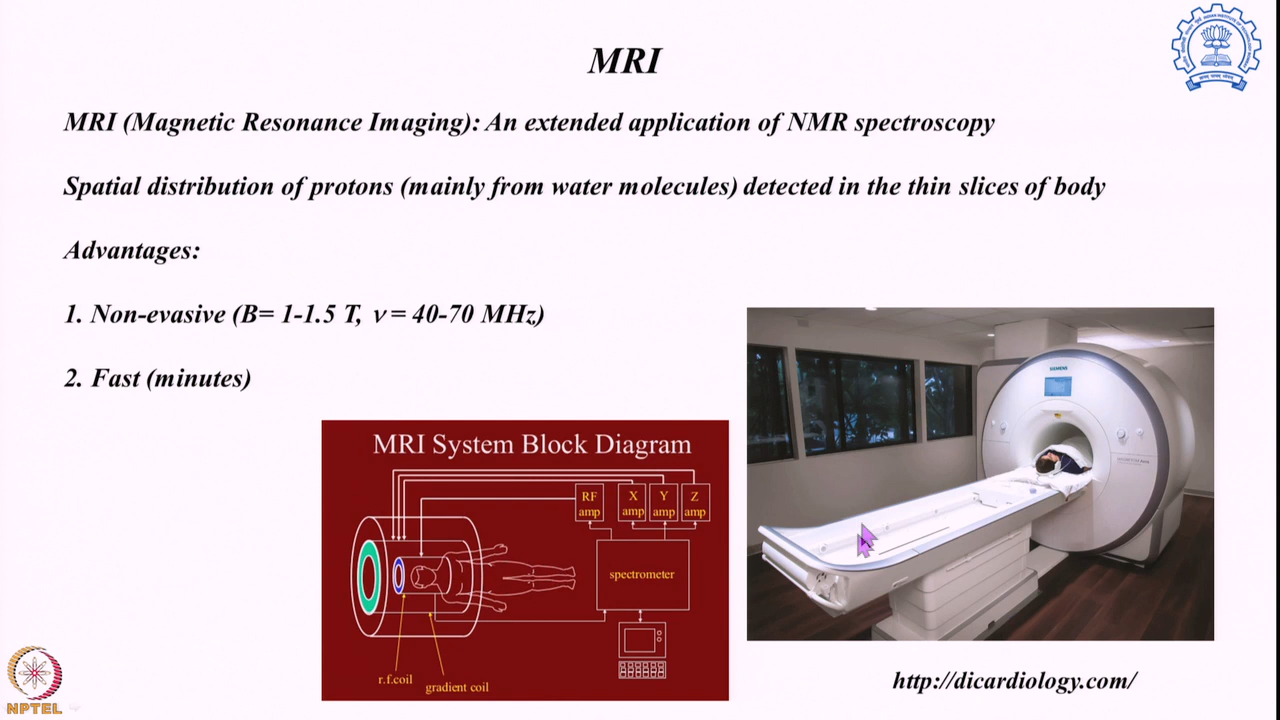 MRI
MRI (Magnetic Resonance Imaging): An extended application of NMR spectroscopy
Spatial distribution of protons (mainly from water molecules) detected in the thin slices of body
Advantages:
1. Non-evasive (B= 1-1.5 T, ν = 40-70 MHz)
2. Fast (minutes)
MRI System Block Diagram
RF amp
X amp
Y amp
Z amp
spectrometer
r.f.coil
gradient coil
SIEMENS
http://dicardiology.com/
NPTEL